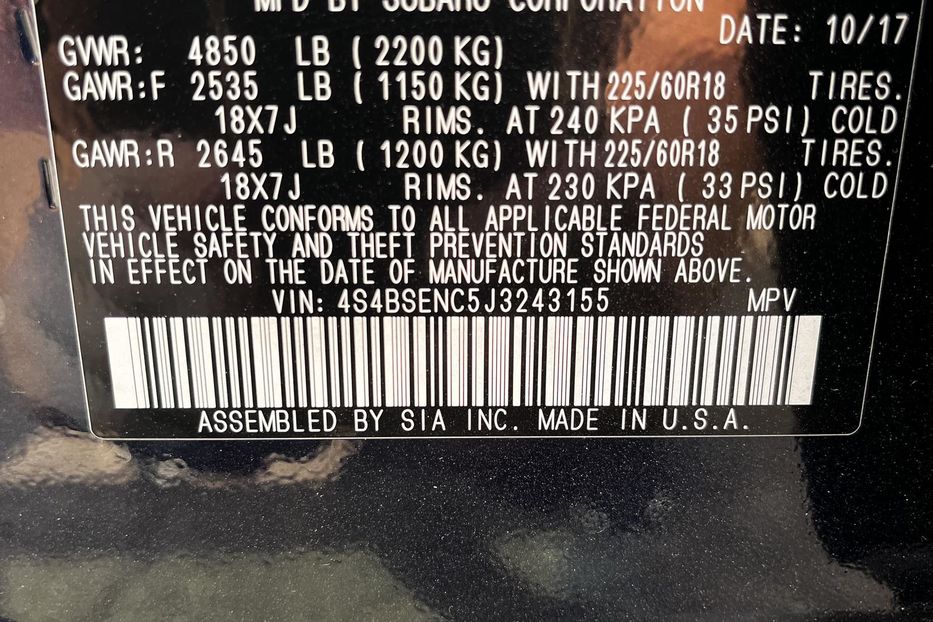 MFD BY SUBARU CORPORATION
DATE: 10/17
GVWR: 4850 LB ( 2200 KG)
GAWR:F 2535 LB ( 1150 KG) WITH 225/60R18 TIRES.
18X7J RIMS. AT 240 KPA ( 35 PSI) COLD
GAWR:R 2645 LB ( 1200 KG) WITH 225/60R18 TIRES.
18X7J RIMS. AT 230 KPA ( 33 PSI) COLD
THIS VEHICLE CONFORMS TO ALL APPLICABLE FEDERAL MOTOR
VEHICLE SAFETY AND THEFT PREVENTION STANDARDS
IN EFFECT ON THE DATE OF MANUFACTURE SHOWN ABOVE.
VIN: 4S4BSENC5J3243155 MPV
ASSEMBLED BY SIA INC. MADE IN U.S.A.